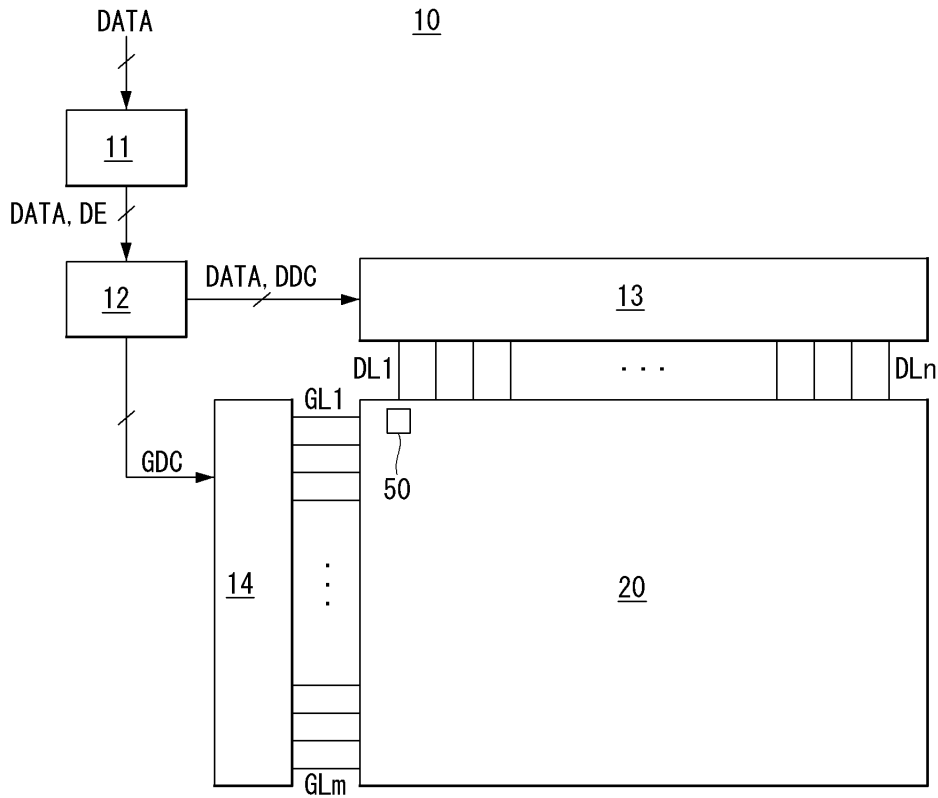 DATA
10
11
DATA, DE
12
DATA, DDC
13
DL1
. . .
DLn
GL1
GDC
50
14
20
GLm